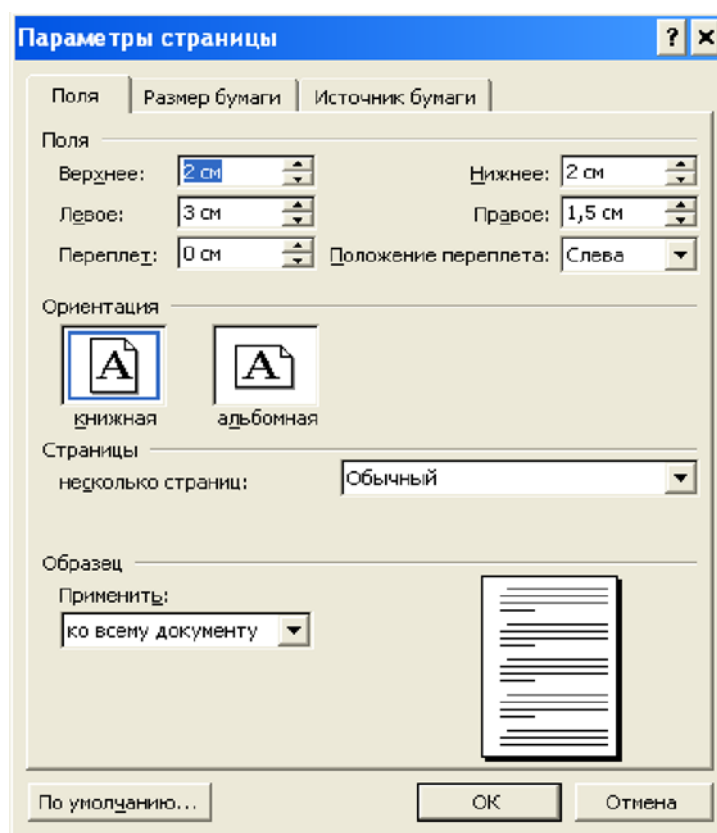 Параметры страницы
Поля Размер бумаги Источник бумаги
Поля
Верхнее: 2 см Нижнее: 2 см
Левое: 3 см Правое: 1,5 см
Переплет: 0 см Положение переплета: Слева
Ориентация
A A
книжная альбомная
Страницы
несколько страниц: Обычный
Образец
Применить:
ко всему документу
По умолчанию... ОК Отмена